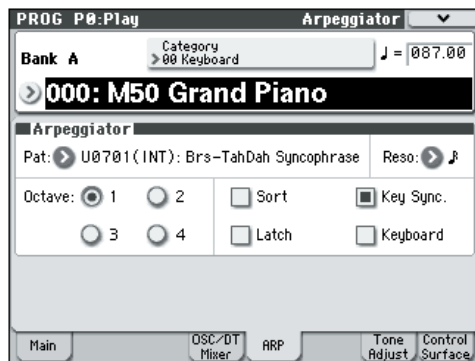 PROG P0:Play Arpeggiator
Bank A
Category
00 Keyboard
♩ = 087.00
000: M50 Grand Piano
Arpeggiator
Pat: U0701(INT): Brs-TahDah Syncophrase Reso: ♪
Octave: 1 2 Sort Key Sync.
3 4 Latch Keyboard
Main OSC/DT Mixer ARP Tone Adjust Control Surface